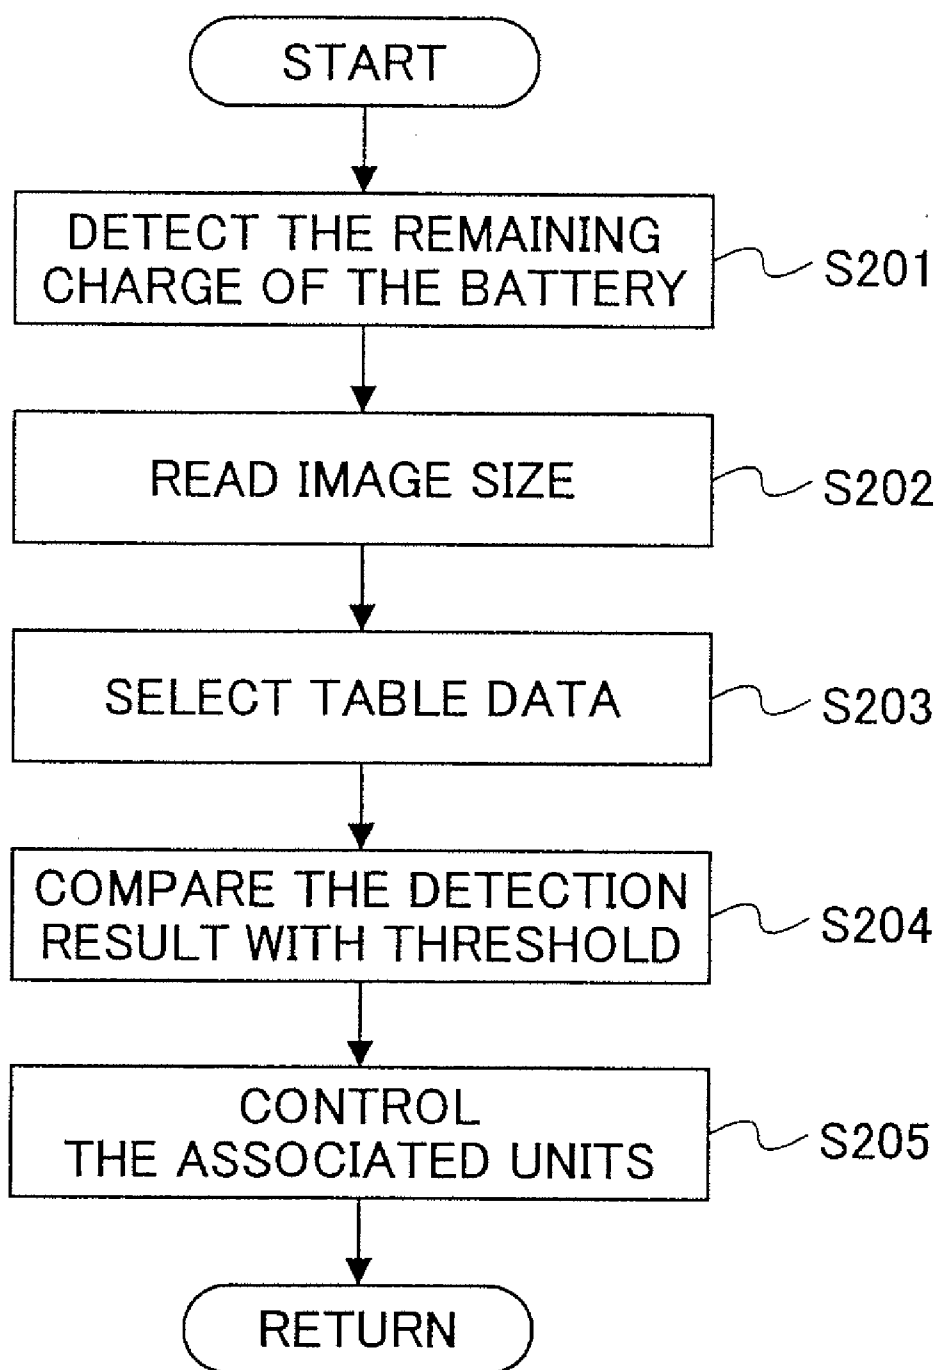 START
DETECT THE REMAINING
CHARGE OF THE BATTERY
S201
READ IMAGE SIZE
S202
SELECT TABLE DATA
S203
COMPARE THE DETECTION
RESULT WITH THRESHOLD
S204
CONTROL
THE ASSOCIATED UNITS
S205
RETURN